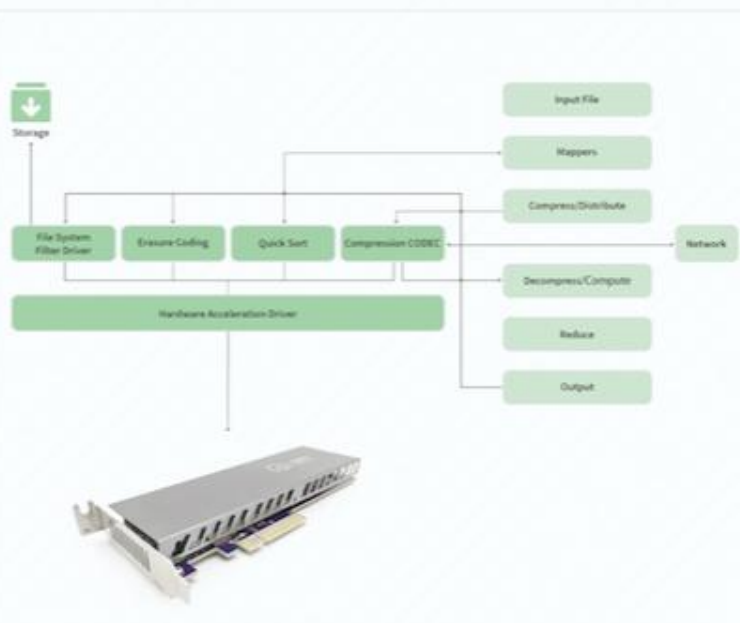 Input File
Storage
Mappers
Compress/Distribute
File System
Filter Driver
Erasure Coding
Quick Sort
Compression CODEC
Network
Decompress/Compute
Hardware Acceleration Driver
Reduce
Output